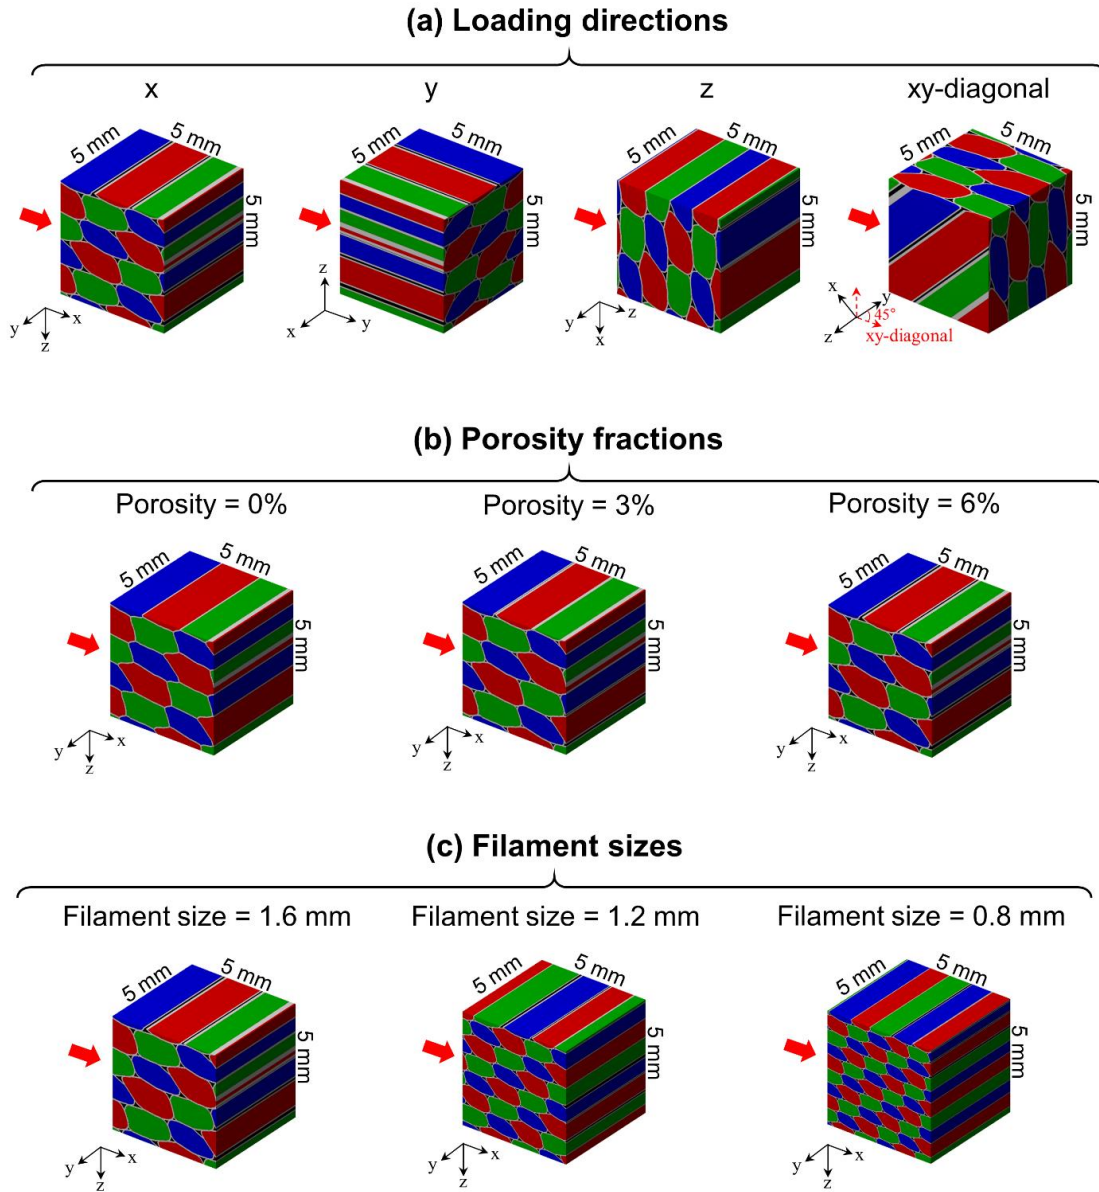 (a) Loading directions
x y z xy-diagonal
5 mm 5 mm 5 mm 5 mm 5 mm 5 mm 5 mm 5 mm
5 mm 5 mm 5 mm
z x y
y x z y z x x y z 45° xy-diagonal
(b) Porosity fractions
Porosity = 0% Porosity = 3% Porosity = 6%
5 mm 5 mm 5 mm 5 mm 5 mm 5 mm
5 mm 5 mm 5 mm
y x z y x z y x z
(c) Filament sizes
Filament size = 1.6 mm Filament size = 1.2 mm Filament size = 0.8 mm
5 mm 5 mm 5 mm 5 mm 5 mm 5 mm
5 mm 5 mm 5 mm
y x z y x z y x z